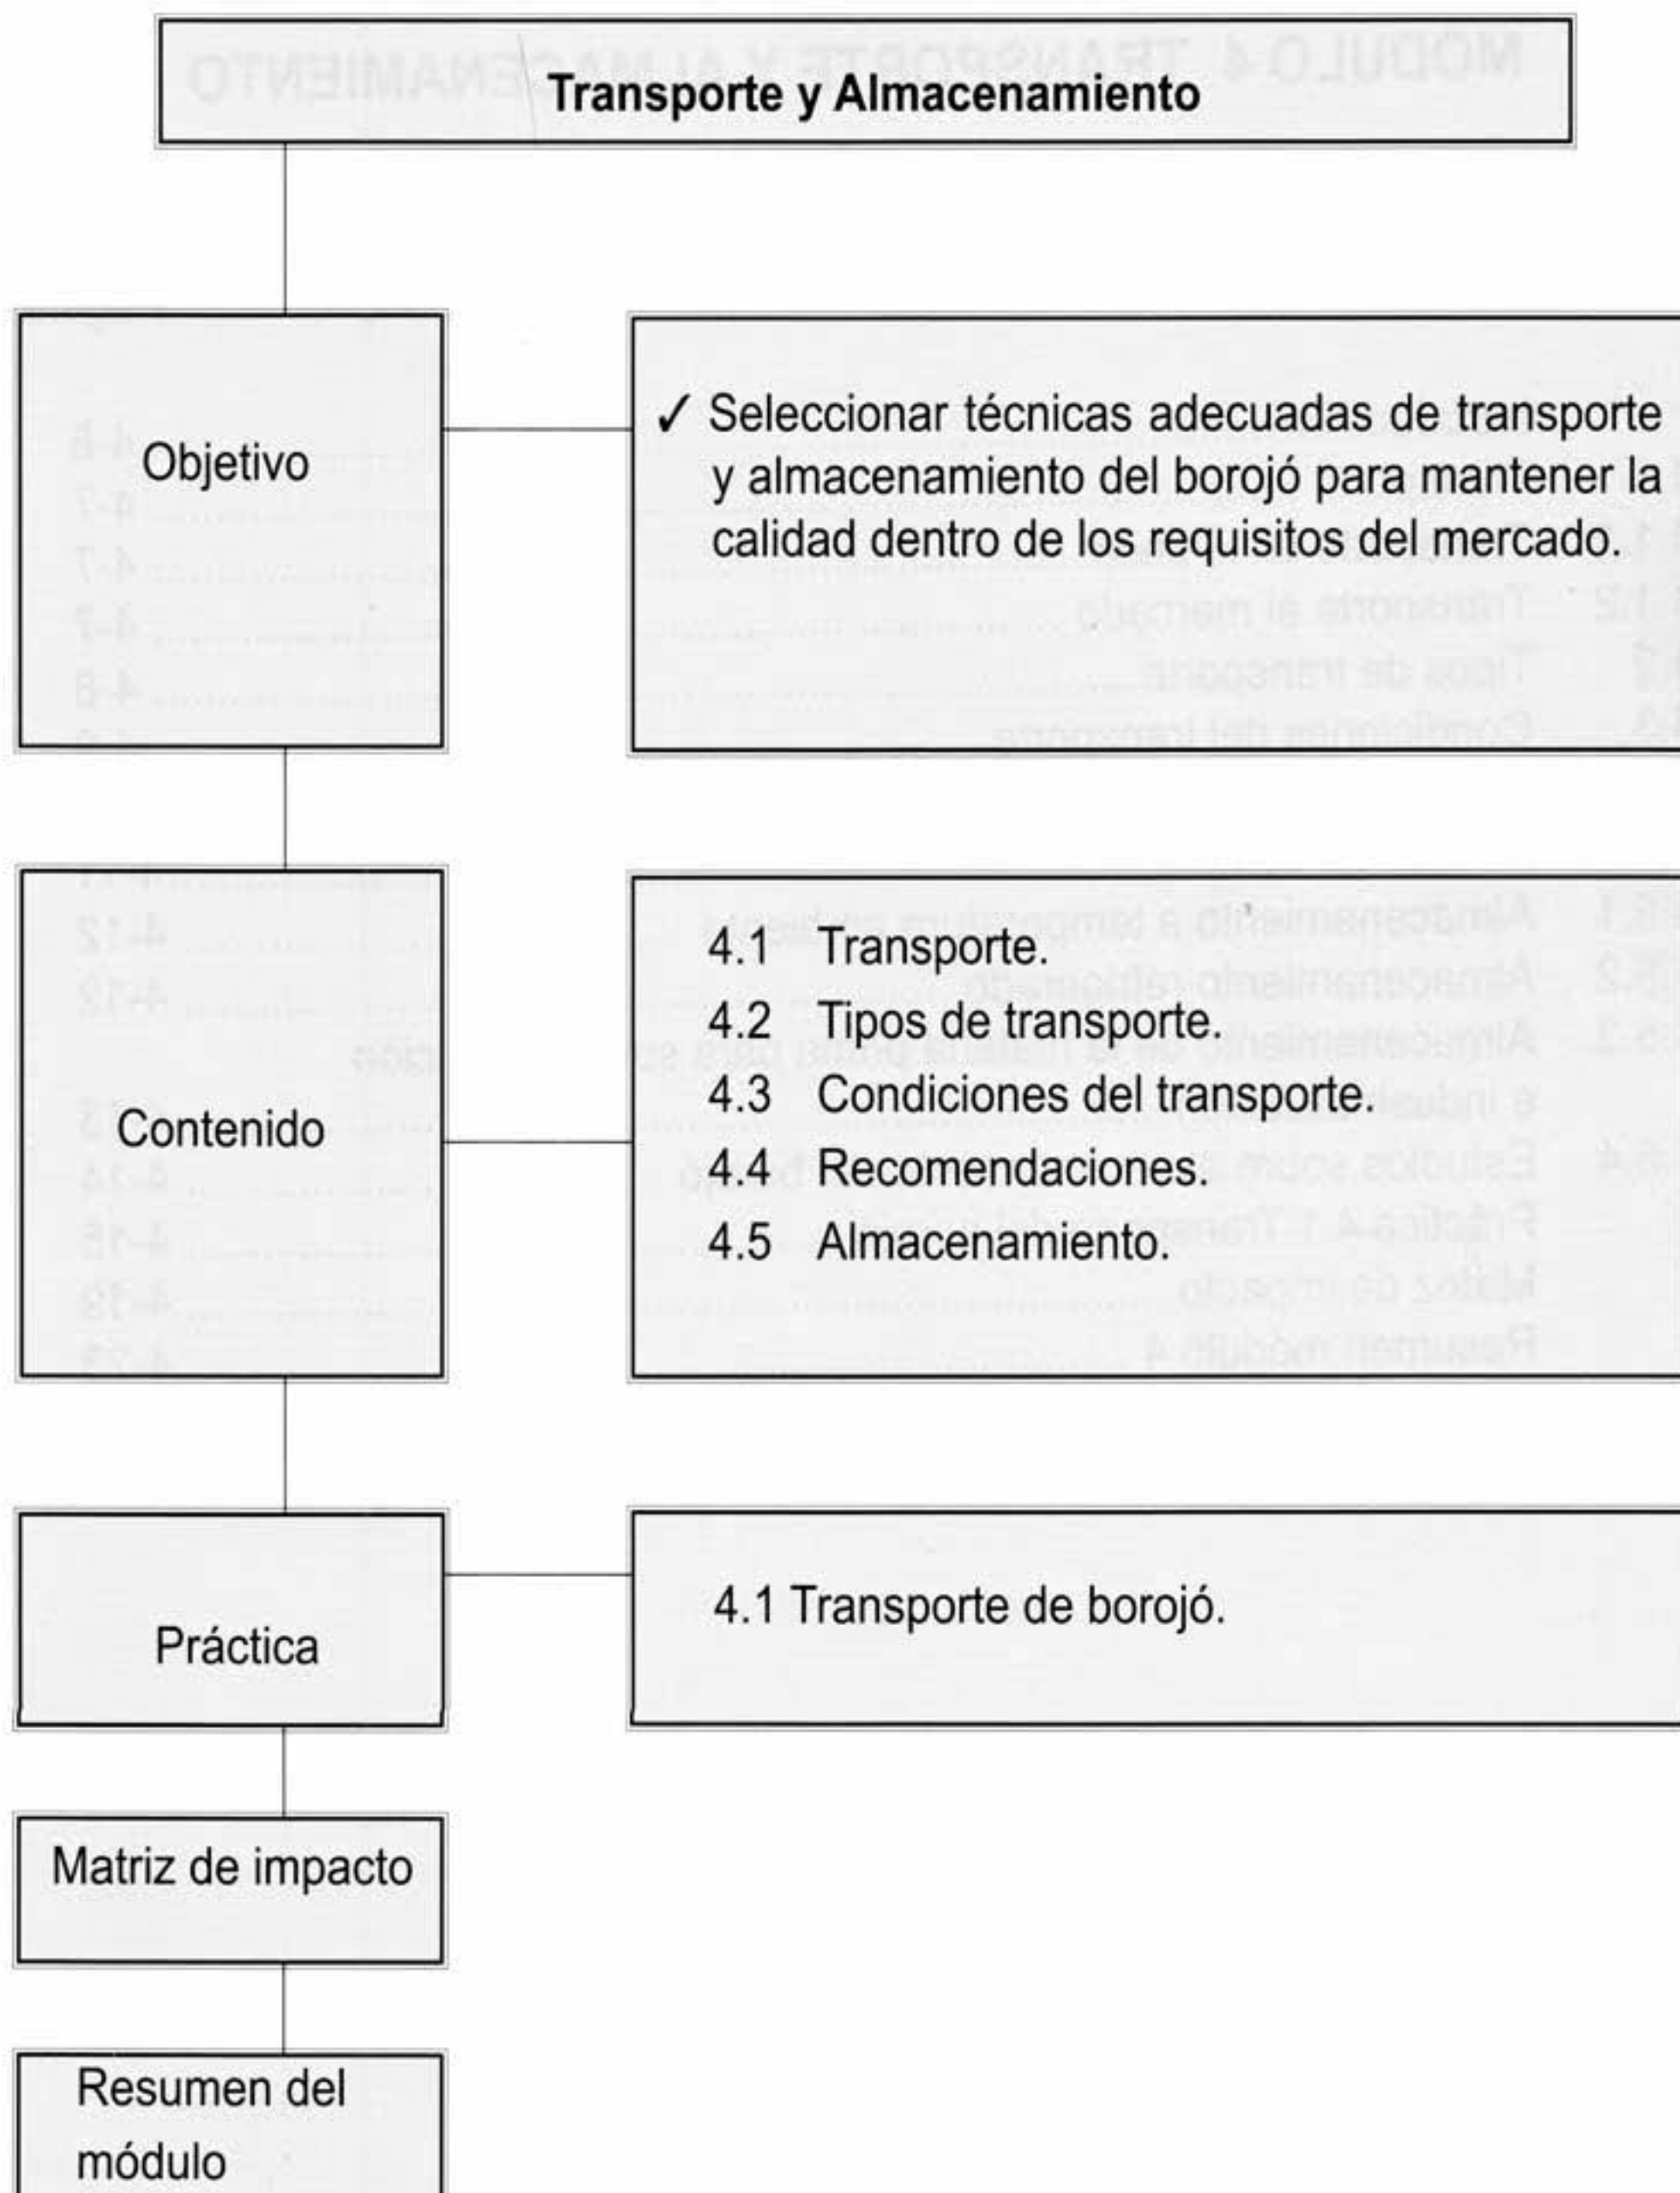 Transporte y Almacenamiento
Objetivo
✓ Seleccionar técnicas adecuadas de transporte
y almacenamiento del borojó para mantener la
calidad dentro de los requisitos del mercado.
Contenido
4.1 Transporte.
4.2 Tipos de transporte.
4.3 Condiciones del transporte.
4.4 Recomendaciones.
4.5 Almacenamiento.
Práctica
4.1 Transporte de borojó.
Matriz de impacto
Resumen del
módulo